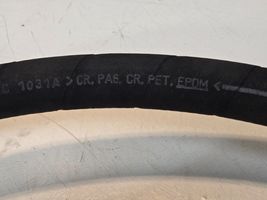 1031A >CR, PA6, CR, PET, EPDM<